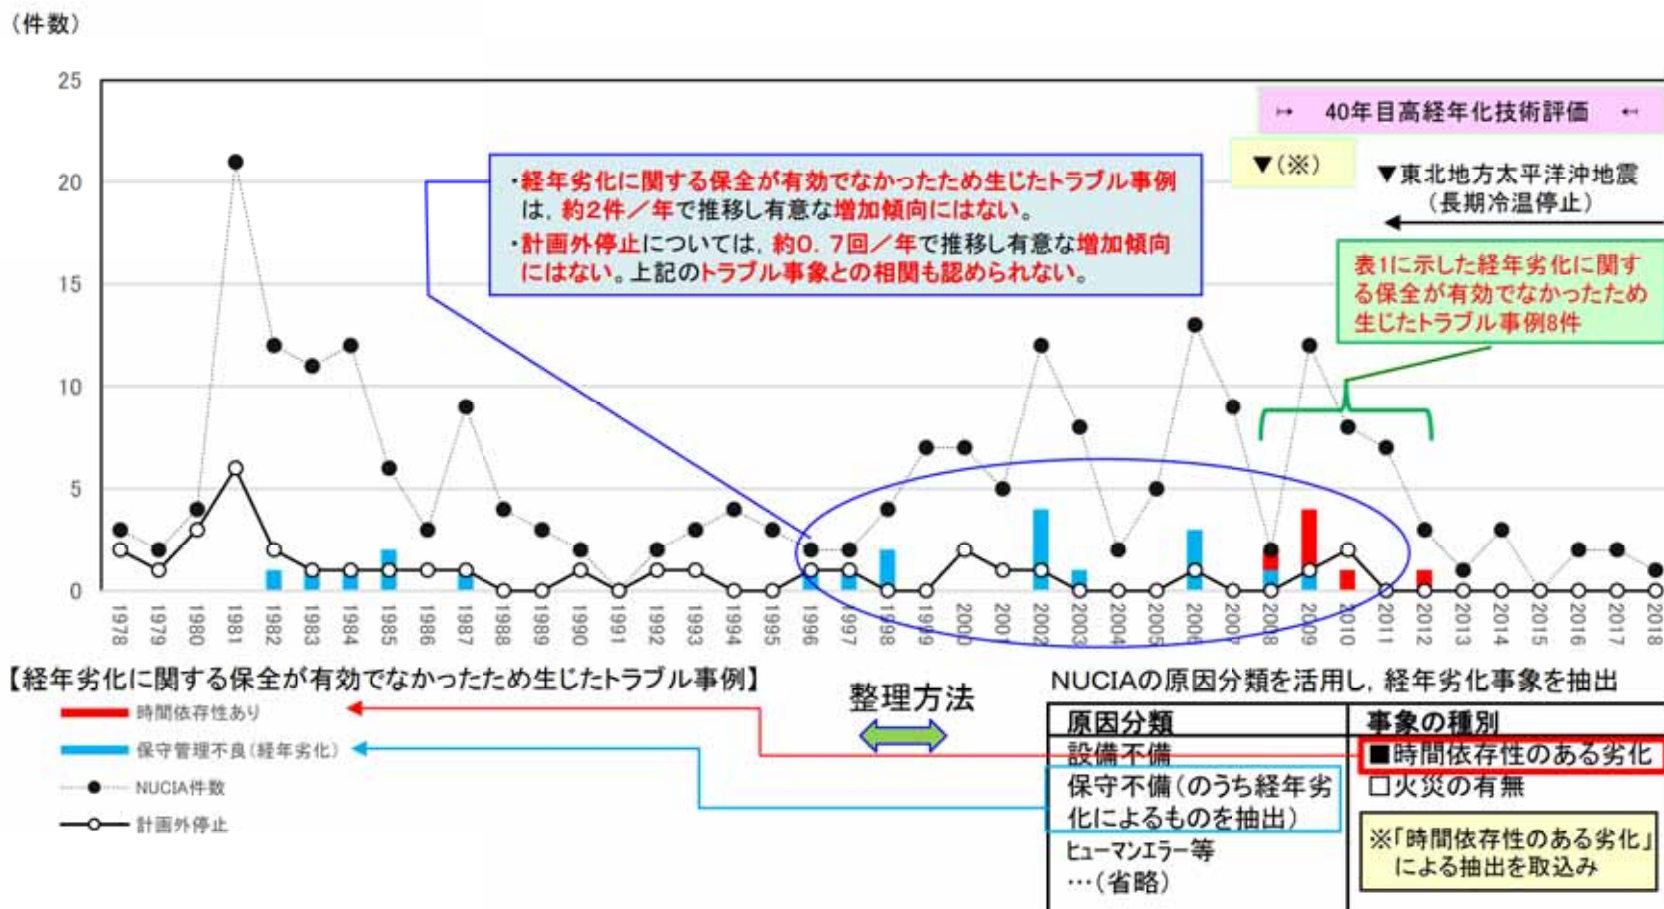 (件数)
25
20
15
10
5
0
↦ 40年目高経年化技術評価 ↤
▼(※)
▼東北地方太平洋沖地震
(長期冷温停止)
・経年劣化に関する保全が有効でなかったため生じたトラブル事例
は,約2件/年で推移し有意な増加傾向にはない。
・計画外停止については,約0.7回/年で推移し有意な増加傾向
にはない。上記のトラブル事象との相関も認められない。
表1に示した経年劣化に関す
る保全が有効でなかったため
生じたトラブル事例8件
1978
1979
1980
1981
1982
1983
1984
1985
1986
1987
1988
1989
1990
1991
1992
1993
1994
1995
1996
1997
1998
1999
2000
2001
2002
2003
2004
2005
2006
2007
2008
2009
2010
2011
2012
2013
2014
2015
2016
2017
2018
【経年劣化に関する保全が有効でなかったため生じたトラブル事例】
時間依存性あり
保守管理不良(経年劣化)
NUCIA件数
計画外停止
整理方法
NUCIAの原因分類を活用し,経年劣化事象を抽出
原因分類
設備不備
保守不備(のうち経年劣
化によるものを抽出)
ヒューマンエラー等
…(省略)
事象の種別
■時間依存性のある劣化
□火災の有無
※「時間依存性のある劣化」
による抽出を取込み